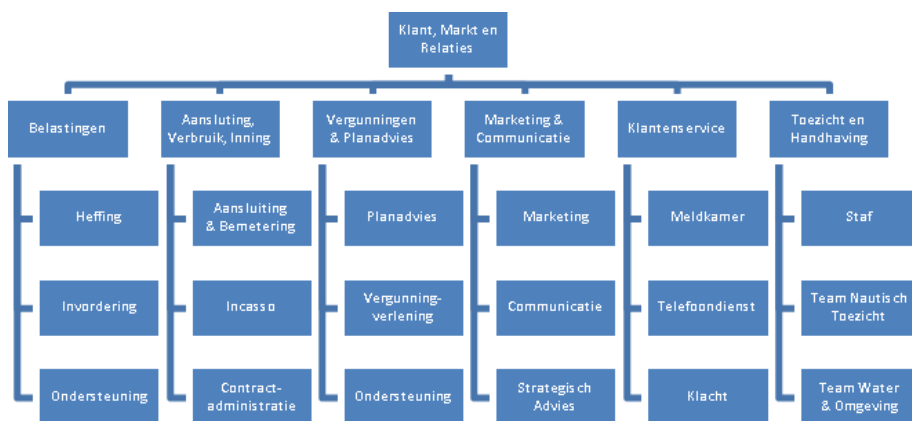 Klant, Markt en
Relaties
Belastingen
Aansluting,
Verbruik, Inning
Vergunningen
& Planadvies
Marketing &
Communicatie
Klantenservice
Toezicht en
Handhaving
Heffing
Aansluiting
& Bemetering
Planadvies
Marketing
Meldkamer
Staf
Invordering
Incasso
Vergunning-
verlening
Communicatie
Telefoondienst
Team Nautisch
Toezicht
Ondersteuning
Contract-
administratie
Ondersteuning
Strategisch
Advies
Klacht
Team Water
& Omgeving